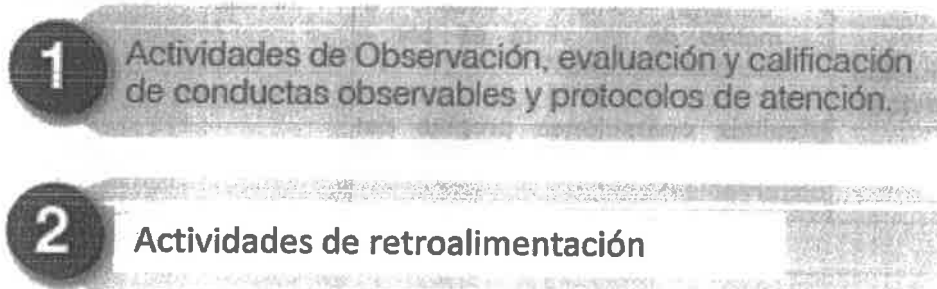 1
Actividades de Observación, evaluación y calificación
de conductas observables y protocolos de atención.
2
Actividades de retroalimentación